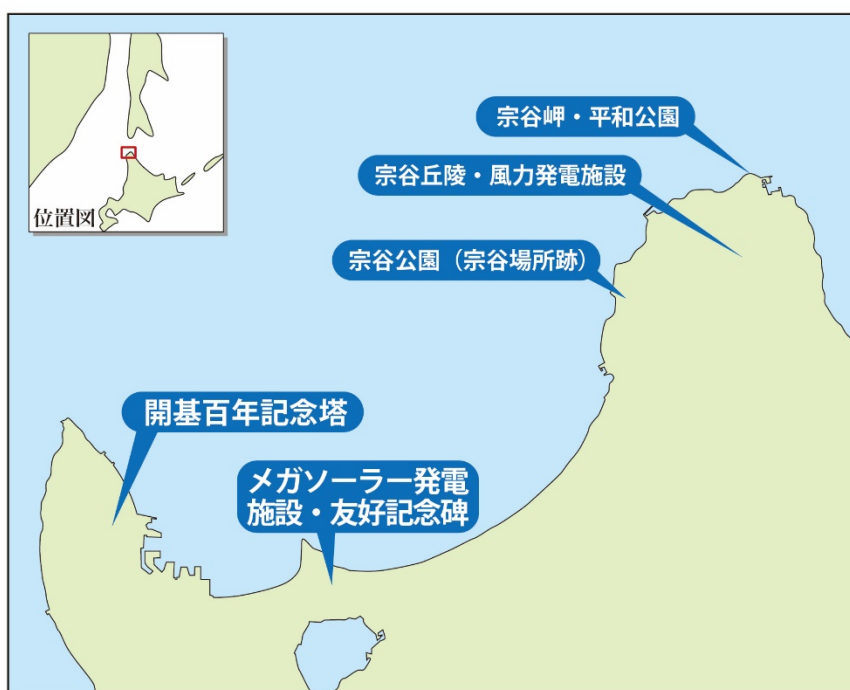 位置図
宗谷岬・平和公園
宗谷丘陵・風力発電施設
宗谷公園（宗谷場所跡）
開基百年記念塔
メガソーラー発電
施設・友好記念碑